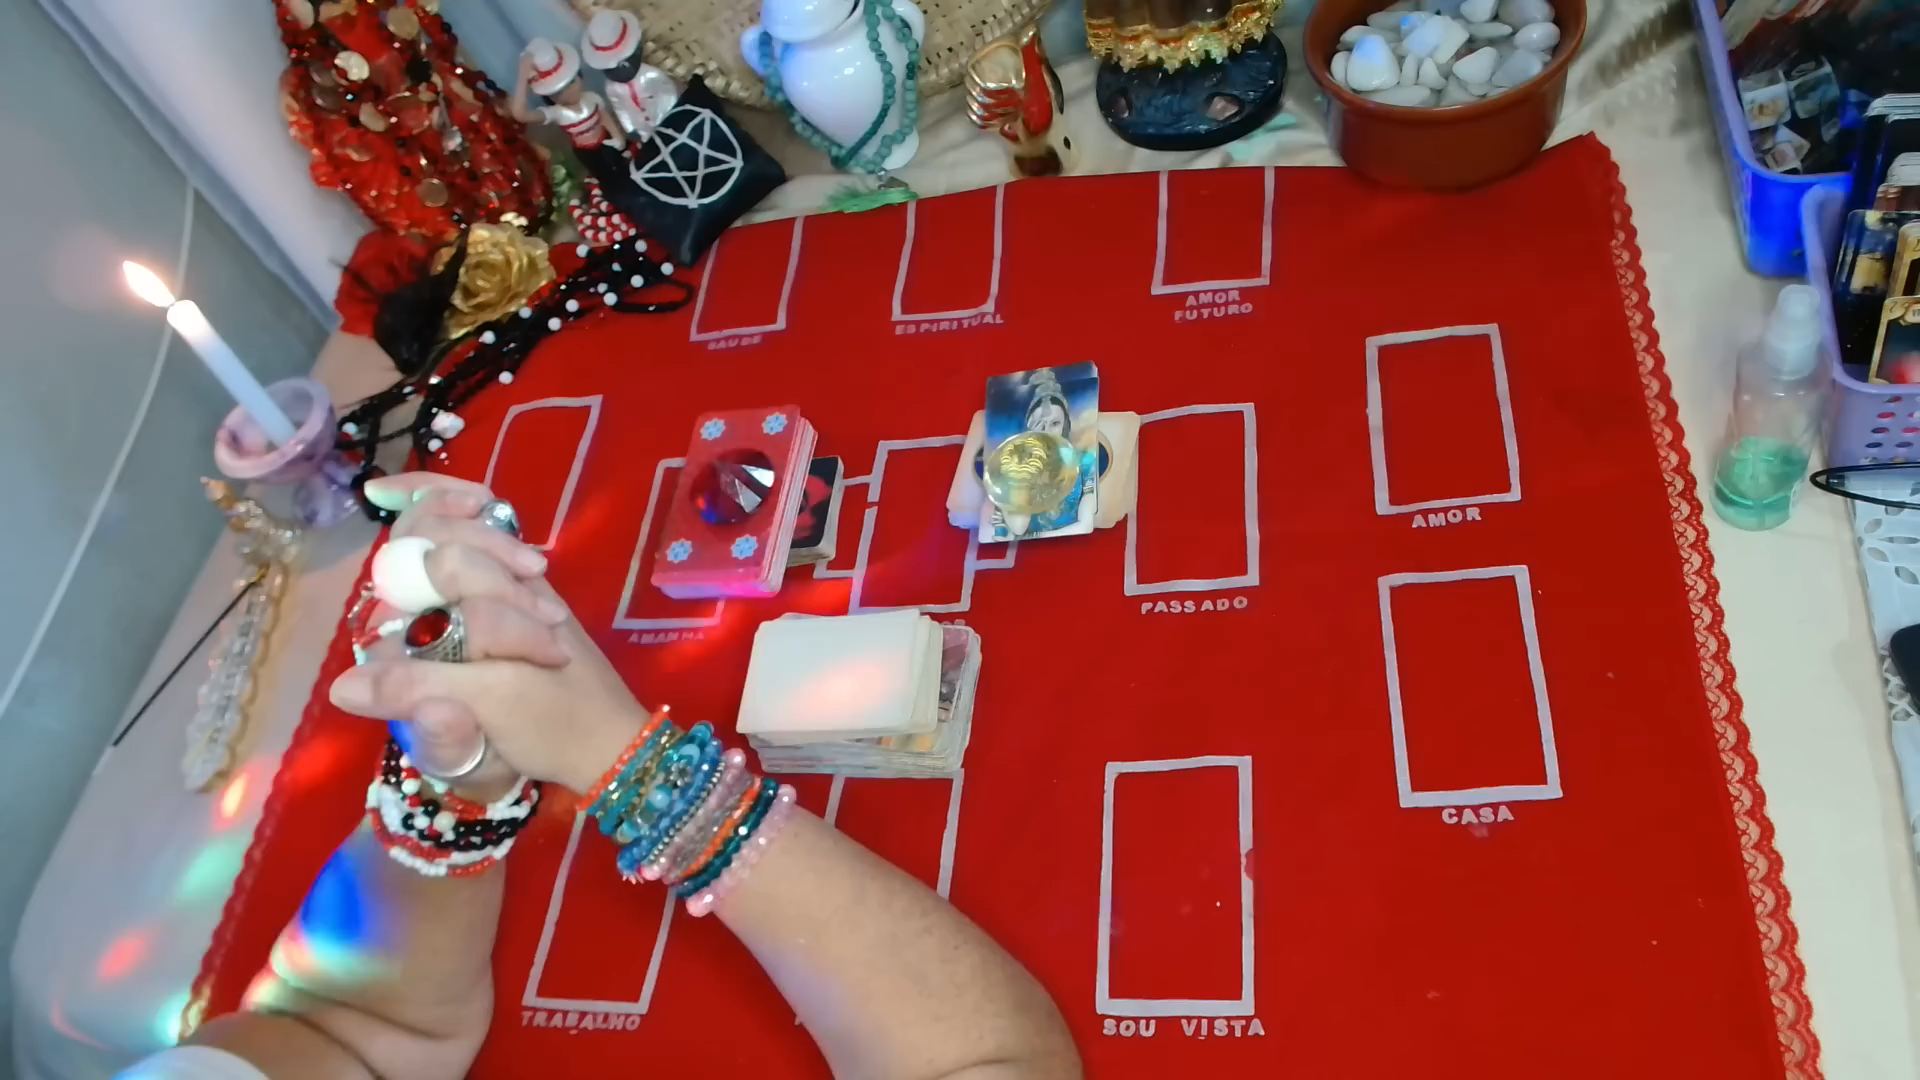 SAUDE
ESPIRITUAL
AMOR
FUTURO
AMOR
PASSADO
AMANHA
CASA
TRABALHO
SOU VISTA